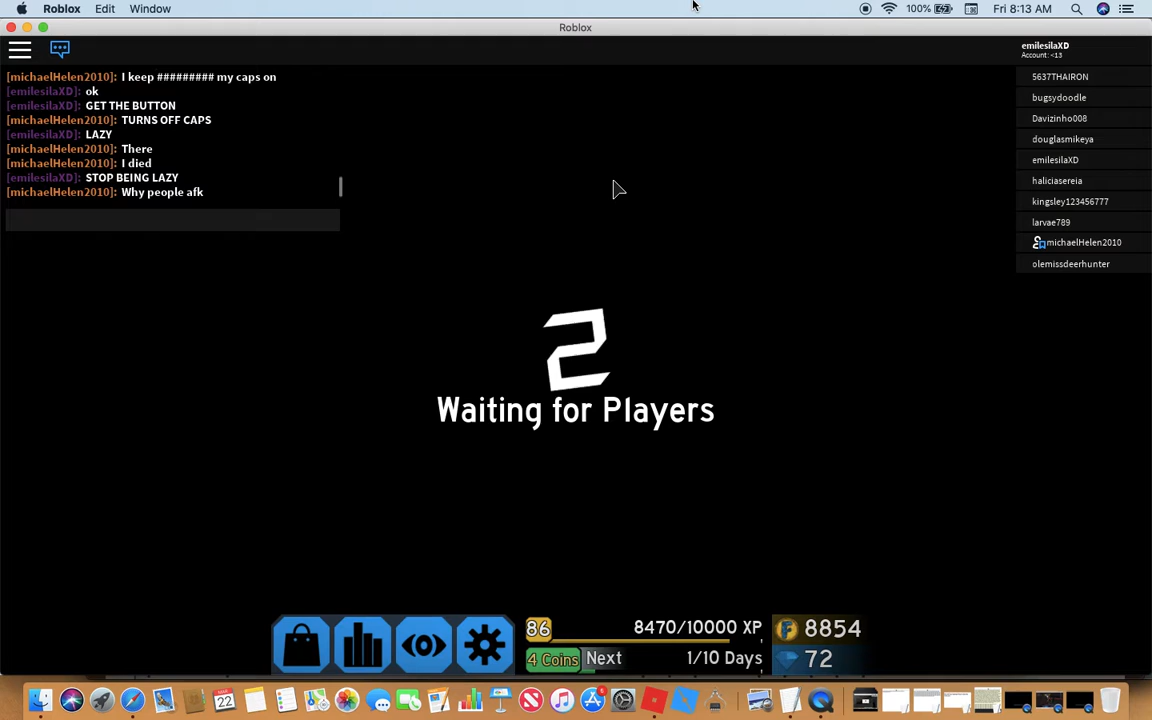 Roblox Edit Window 100% Fri 8:13 AM
Roblox
emilesilaXD
Account: <13
[michaelHelen2010]: I keep ######### my caps on
[emilesilaXD]: ok
[emilesilaXD]: GET THE BUTTON
[michaelHelen2010]: TURNS OFF CAPS
[emilesilaXD]: LAZY
[michaelHelen2010]: There
[michaelHelen2010]: I died
[emilesilaXD]: STOP BEING LAZY
[michaelHelen2010]: Why people afk
5637THAIRON
bugsydoodle
Davizinho008
douglasmikeya
emilesilaXD
haliciasereia
kingsley123456777
larvae789
michaelHelen2010
olemissdeerhunter
2
Waiting for Players
86 8470/10000 XP F 8854
4 Coins Next 1/10 Days 72
22